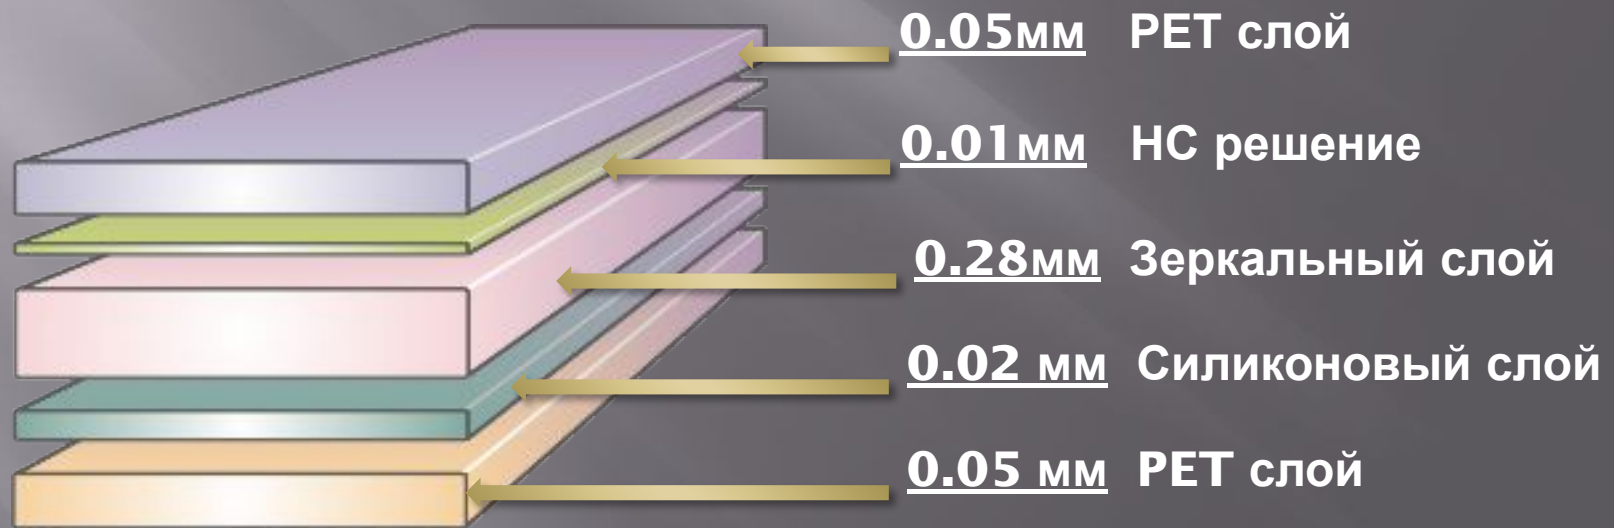 0.05мм PET слой
0.01мм HC решение
0.28мм Зеркальный слой
0.02 мм Силиконовый слой
0.05 мм PET слой